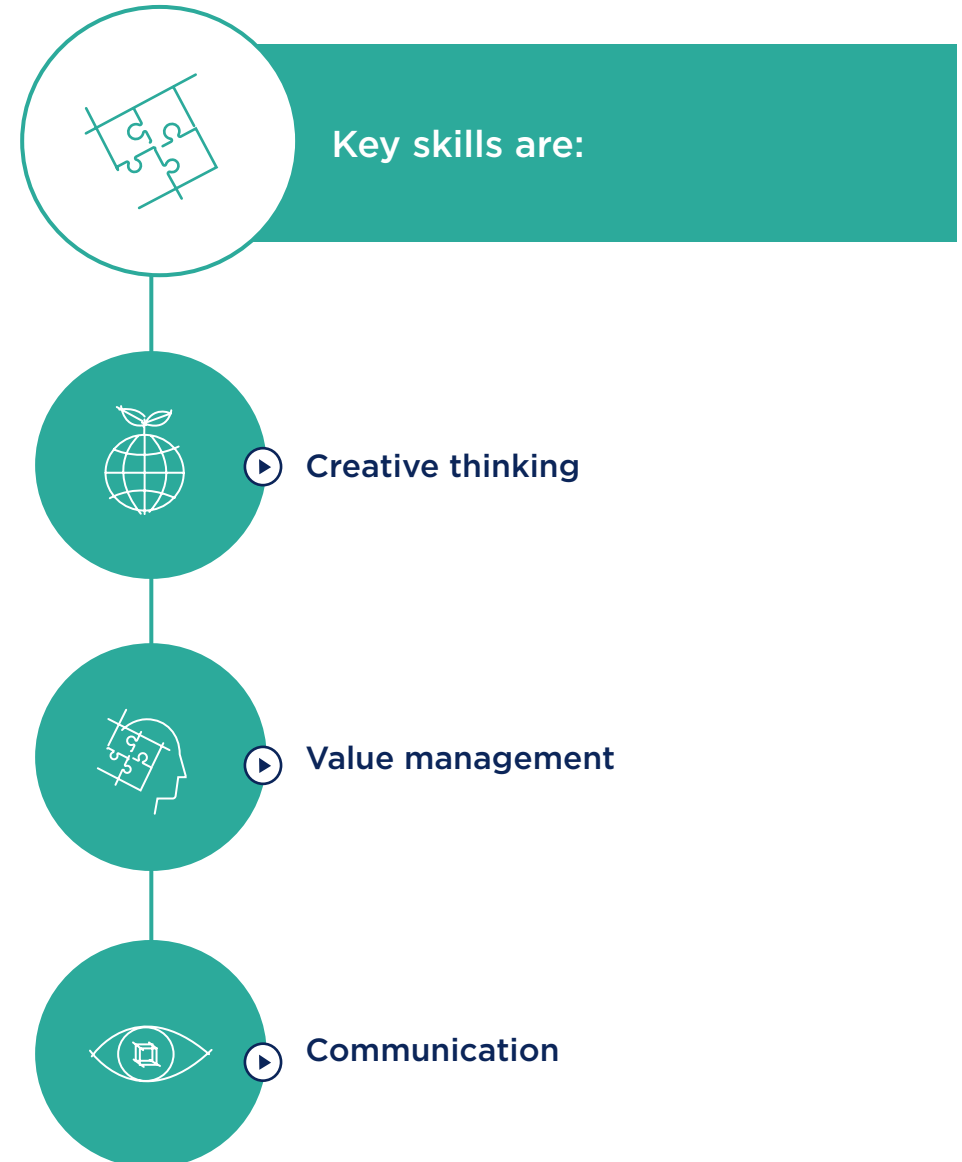 Key skills are:
Creative thinking
Value management
Communication